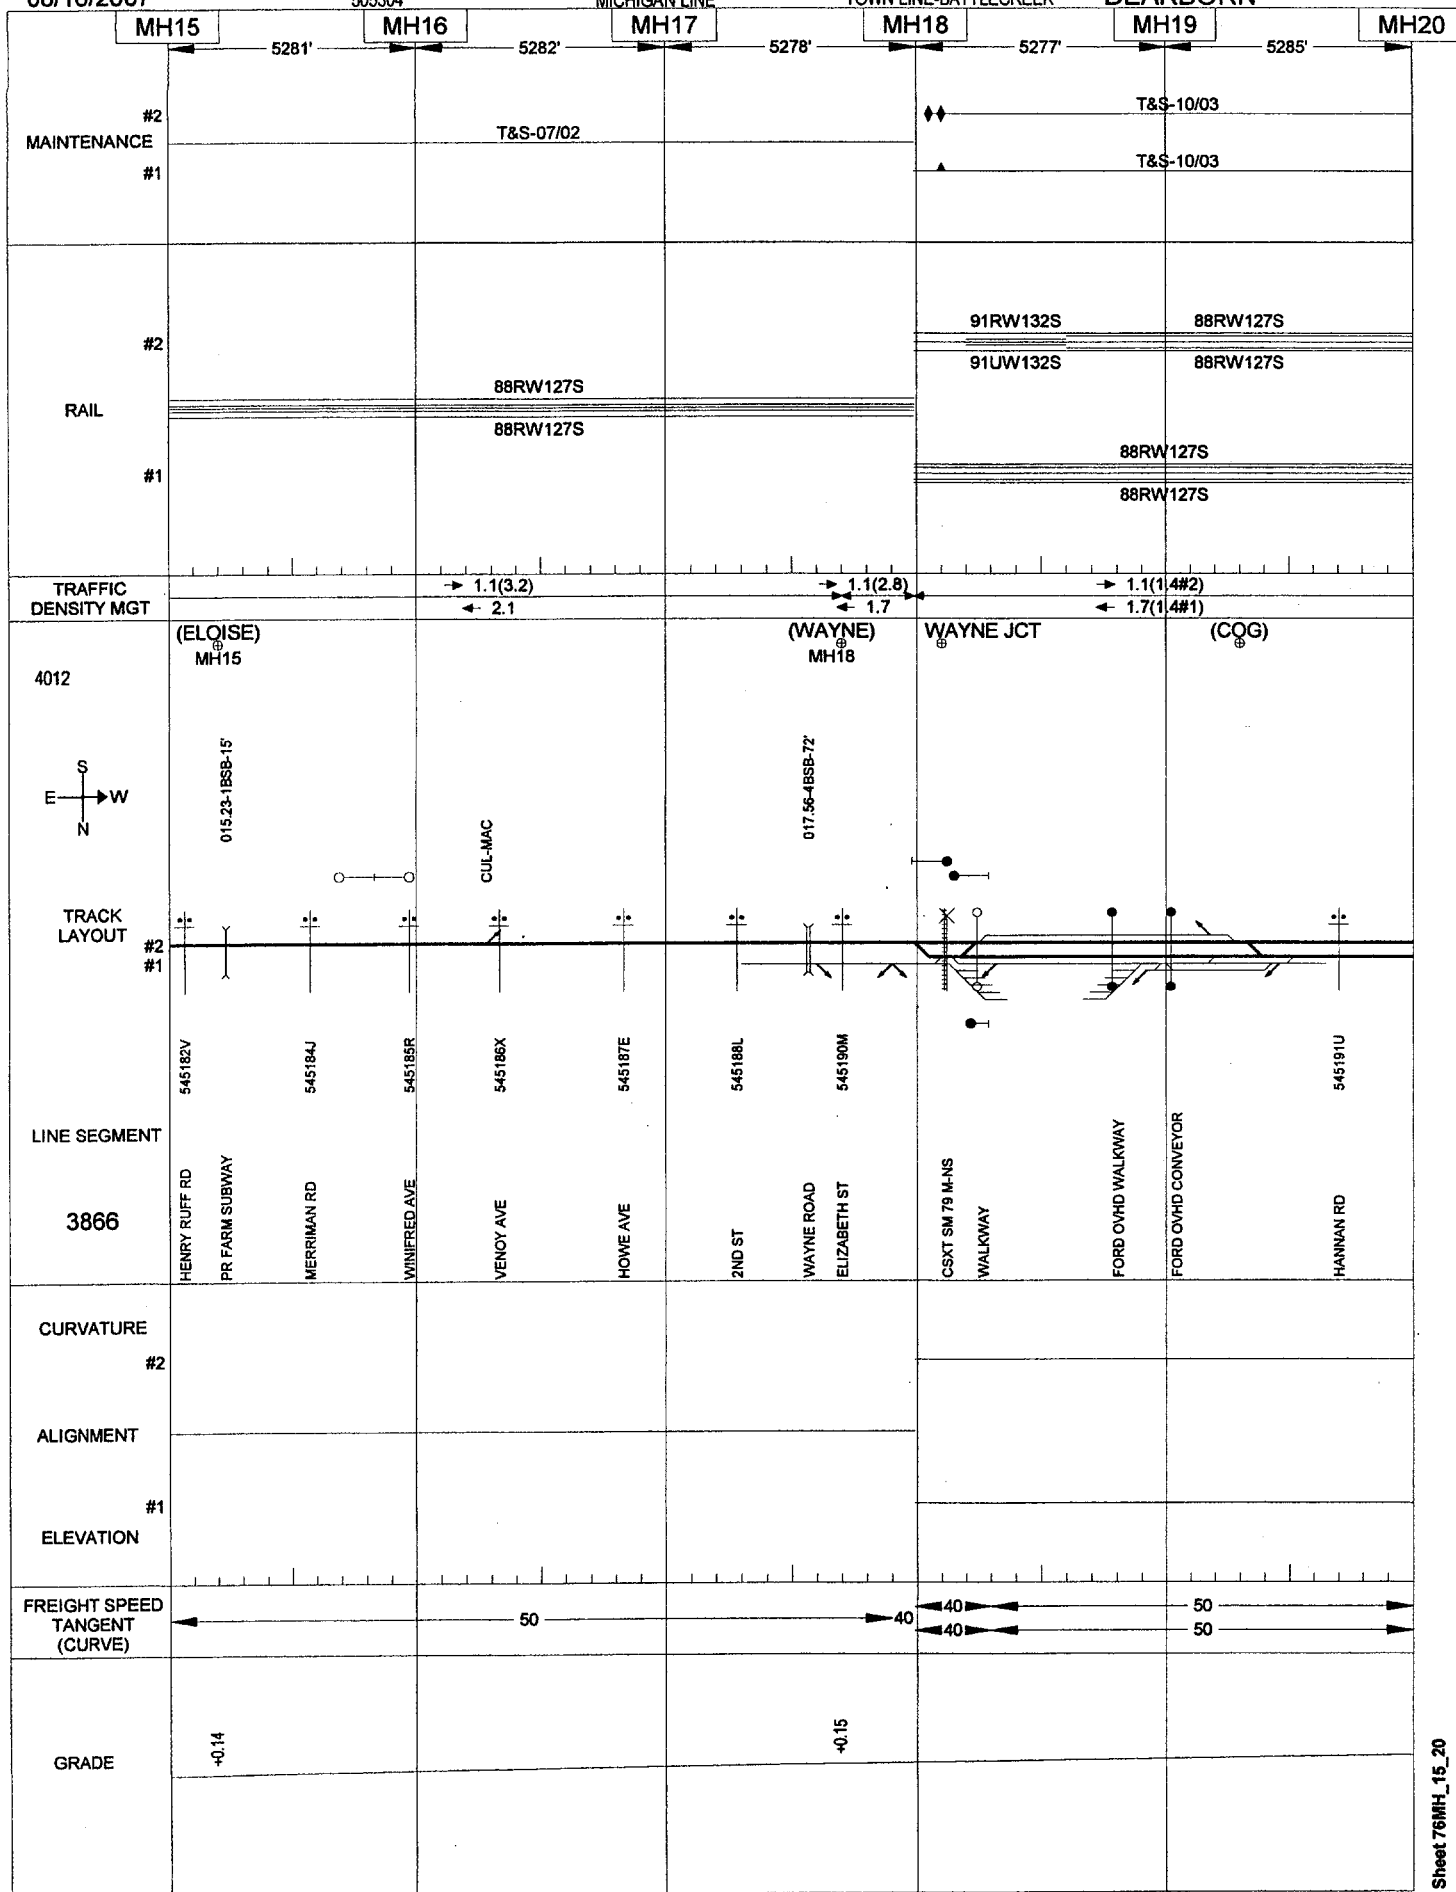 MICHIGAN LINE
DEARBORN
MH15 MH16 MH17 MH18 MH19 MH20
5281' 5282' 5278' 5277' 5285'
#2 T&S-10/03
MAINTENANCE T&S-07/02
#1 T&S-10/03
91RW132S 88RW127S
#2
91UW132S 88RW127S
88RW127S
RAIL
88RW127S
88RW127S
#1
88RW127S
TRAFFIC 1.1(3.2) 1.1(2.8) 1.1(1.4#2)
DENSITY MGT 2.1 1.7 1.7(1.4#1)
(ELOISE) (WAYNE) WAYNE JCT (COG)
MH15 MH18
4012
S
E W
N
015.23-1BSB-15'
CUL-MAC
017.56-4BSB-72'
TRACK
LAYOUT
#2
#1
545182V
545184J
545185R
545186X
545187E
545188L
545190M
545191U
LINE SEGMENT
3866
HENRY RUFF RD
PR FARM SUBWAY
MERRIMAN RD
WINIFRED AVE
VENOY AVE
HOWE AVE
2ND ST
WAYNE ROAD
ELIZABETH ST
CSXT SM 79 M-NS
WALKWAY
FORD OVHD WALKWAY
FORD OVHD CONVEYOR
HANNAN RD
CURVATURE
#2
ALIGNMENT
#1
ELEVATION
FREIGHT SPEED
TANGENT
(CURVE)
50 40 40 50
40 50
GRADE
+0.14
+0.15
Sheet 76MH_15_20